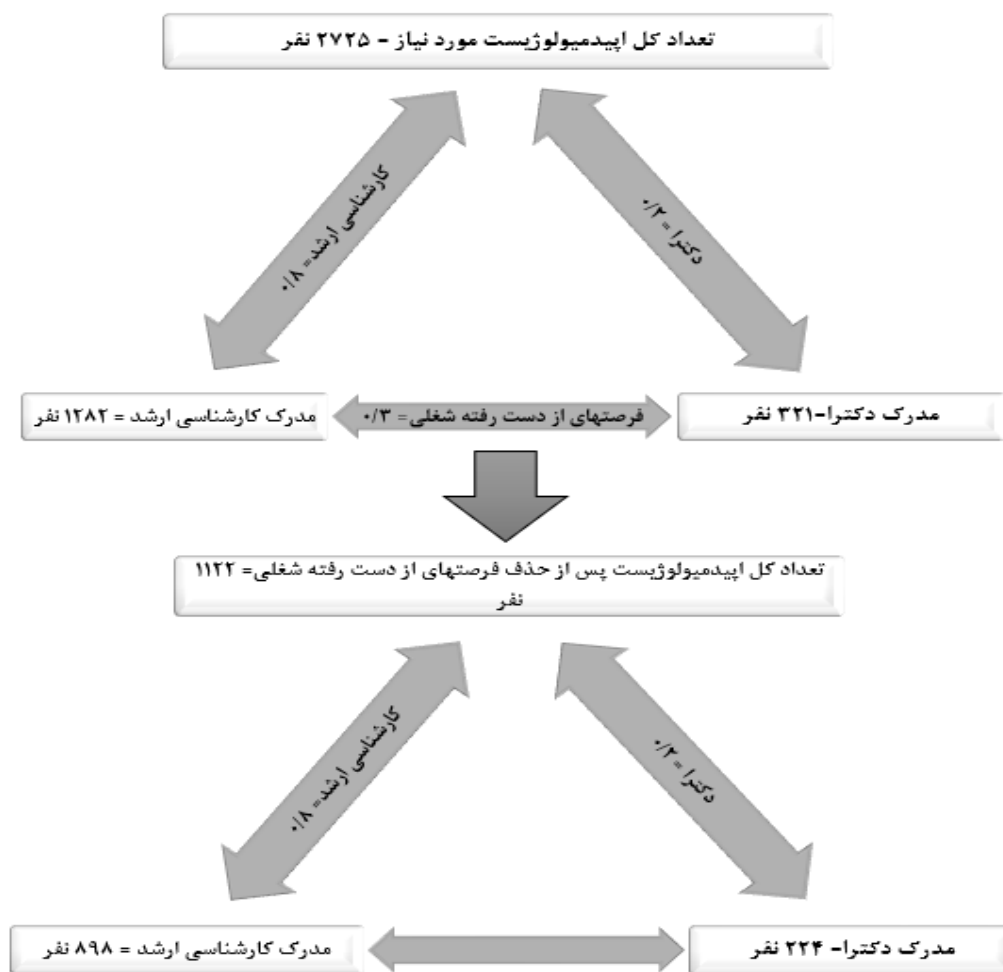 تعداد کل اپیدمیولوژیست مورد نیاز - ۲۷۲۵ نفر
کارشناسی ارشد= ۰/۸
دکترا = ۰/۲
مدرک دکترا-۳۲۱ نفر
فرصتهای از دست رفته شغلی= ۰/۳
مدرک کارشناسی ارشد = ۱۲۸۲ نفر
تعداد کل اپیدمیولوژیست پس از حذف فرصتهای از دست رفته شغلی= ۱۱۲۲
نفر
کارشناسی ارشد= ۰/۸
دکترا = ۰/۲
مدرک دکترا- ۲۲۴ نفر
مدرک کارشناسی ارشد = ۸۹۸ نفر